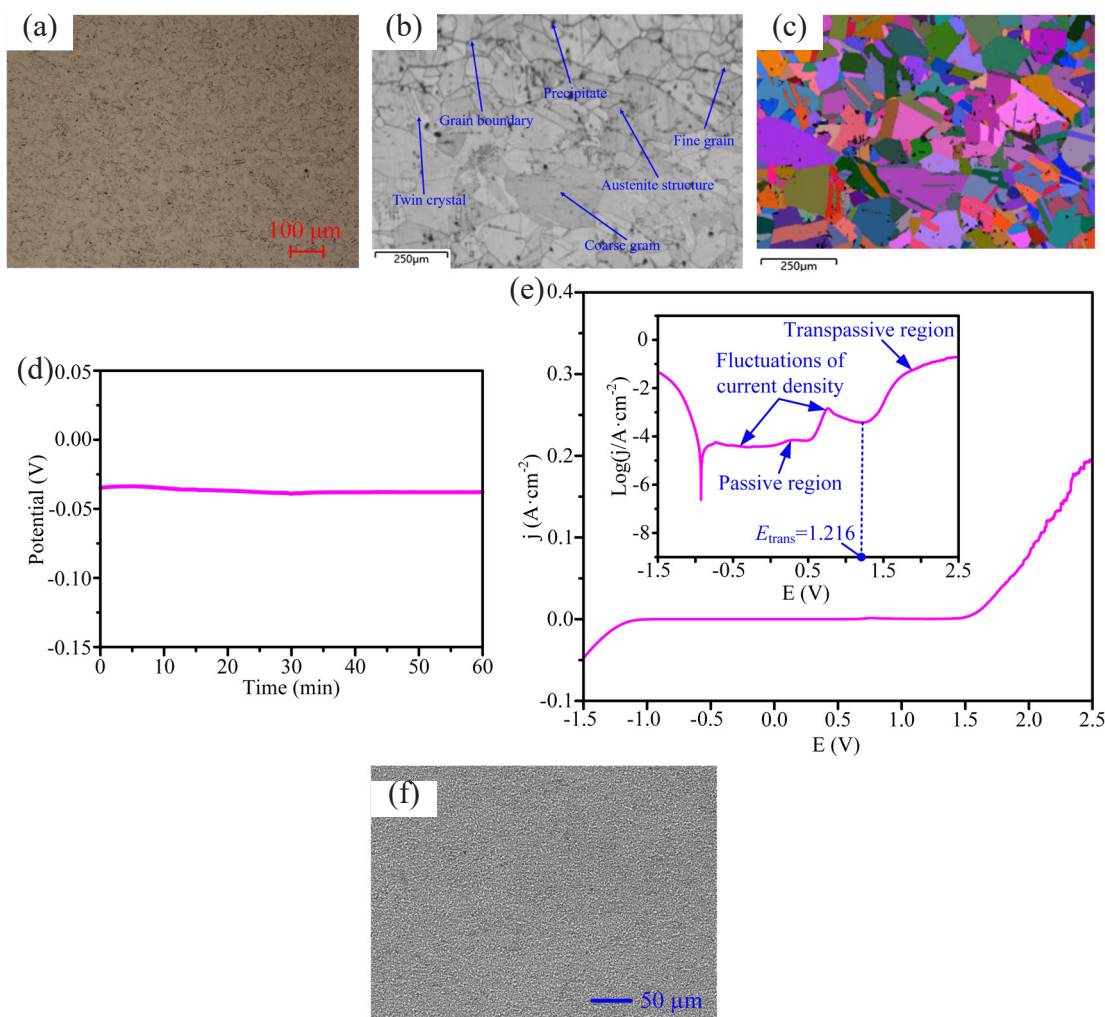 (a)
100 μm
(b)
Precipitate
Grain boundary
Fine grain
Austenite structure
Twin crystal
Coarse grain
250μm
(c)
250μm
(d)
0.05
0.00
-0.05
-0.10
-0.15
Potential (V)
0 10 20 30 40 50 60
Time (min)
(e)
0.4
0.3
0.2
0.1
0.0
-0.1
j (A·cm⁻²)
-1.5 -1.0 -0.5 0.0 0.5 1.0 1.5 2.0 2.5
E (V)
0
-2
-4
-6
-8
Log(j/A·cm⁻²)
Transpassive region
Fluctuations of
current density
Passive region
E_trans=1.216
-1.5 -0.5 0.5 1.5 2.5
E (V)
(f)
50 μm